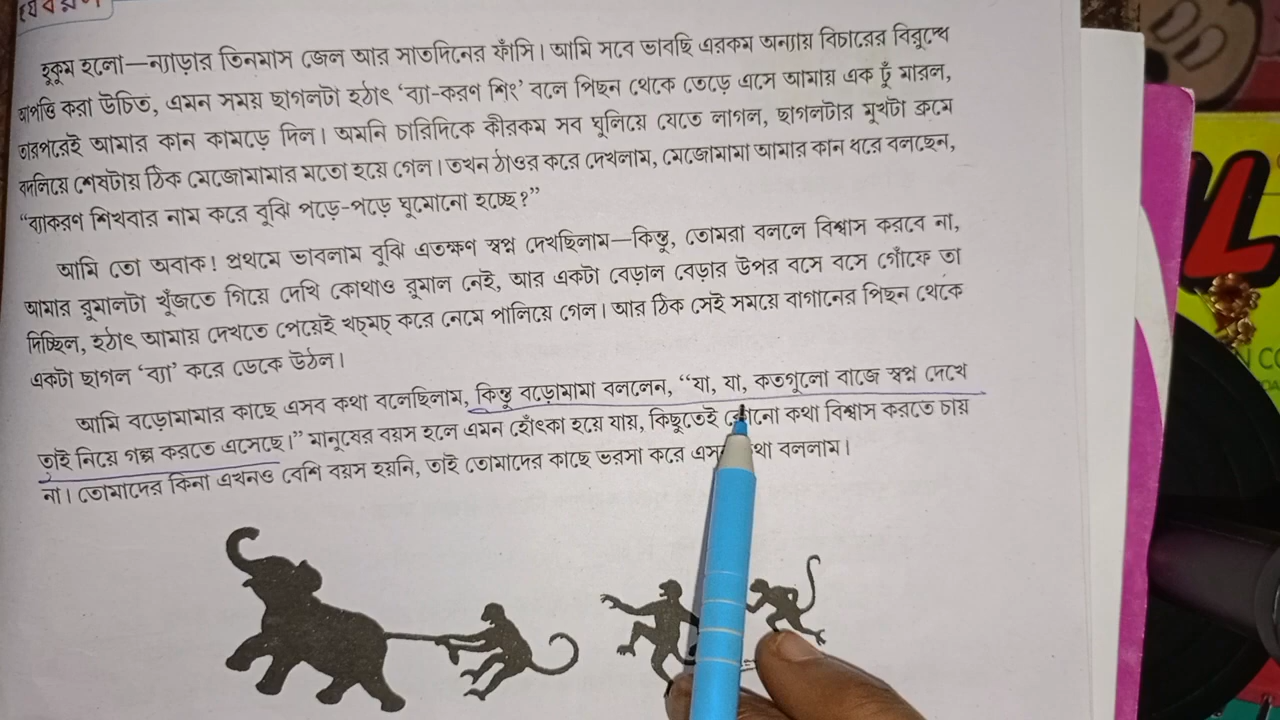 হুকুম হলো—ন্যাড়ার তিনমাস জেল আর সাতদিনের ফাঁসি। আমি সবে ভাবছি এরকম অন্যায় বিচারের বিরুদ্ধে
আপত্তি করা উচিত, এমন সময় ছাগলটা হঠাৎ ‘ব্যা-করণ শিং’ বলে পিছন থেকে তেড়ে এসে আমায় এক ঢুঁ মারল,
তারপরেই আমার কান কামড়ে দিল। অমনি চারিদিকে কীরকম সব ঘুলিয়ে যেতে লাগল, ছাগলটার মুখটা ক্রমে
বদলিয়ে শেষটায় ঠিক মেজোমামার মতো হয়ে গেল। তখন ঠাওর করে দেখলাম, মেজোমামা আমার কান ধরে বলছেন,
“ব্যাকরণ শিখবার নাম করে বুঝি পড়ে-পড়ে ঘুমোনো হচ্ছে?”
আমি তো অবাক! প্রথমে ভাবলাম বুঝি এতক্ষণ স্বপ্ন দেখছিলাম—কিন্তু, তোমরা বললে বিশ্বাস করবে না,
আমার রুমালটা খুঁজতে গিয়ে দেখি কোথাও রুমাল নেই, আর একটা বেড়াল বেড়ার উপর বসে বসে গোঁফে তা
দিচ্ছিল, হঠাৎ আমায় দেখতে পেয়েই খচ্‌মচ্ করে নেমে পালিয়ে গেল। আর ঠিক সেই সময়ে বাগানের পিছন থেকে
একটা ছাগল ‘ব্যা’ করে ডেকে উঠল।
আমি বড়োমামার কাছে এসব কথা বলেছিলাম, কিন্তু বড়োমামা বললেন, “যা, যা, কতগুলো বাজে স্বপ্ন দেখে
তাই নিয়ে গল্প করতে এসেছে।” মানুষের বয়স হলে এমন হোঁৎকা হয়ে যায়, কিছুতেই কোনো কথা বিশ্বাস করতে চায়
না। তোমাদের কিনা এখনও বেশি বয়স হয়নি, তাই তোমাদের কাছে ভরসা করে এসব কথা বললাম।